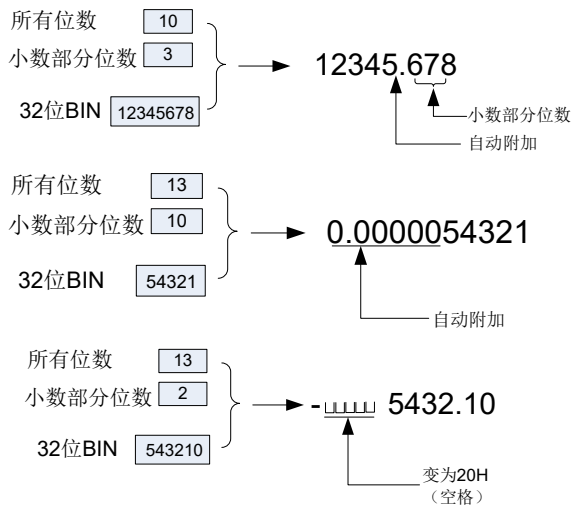 所有位数 10
小数部分位数 3
32位BIN 12345678
12345.678
小数部分位数
自动附加
所有位数 13
小数部分位数 10
32位BIN 54321
0.0000054321
自动附加
所有位数 13
小数部分位数 2
32位BIN 543210
-␣␣␣␣␣ 5432.10
变为20H
（空格）